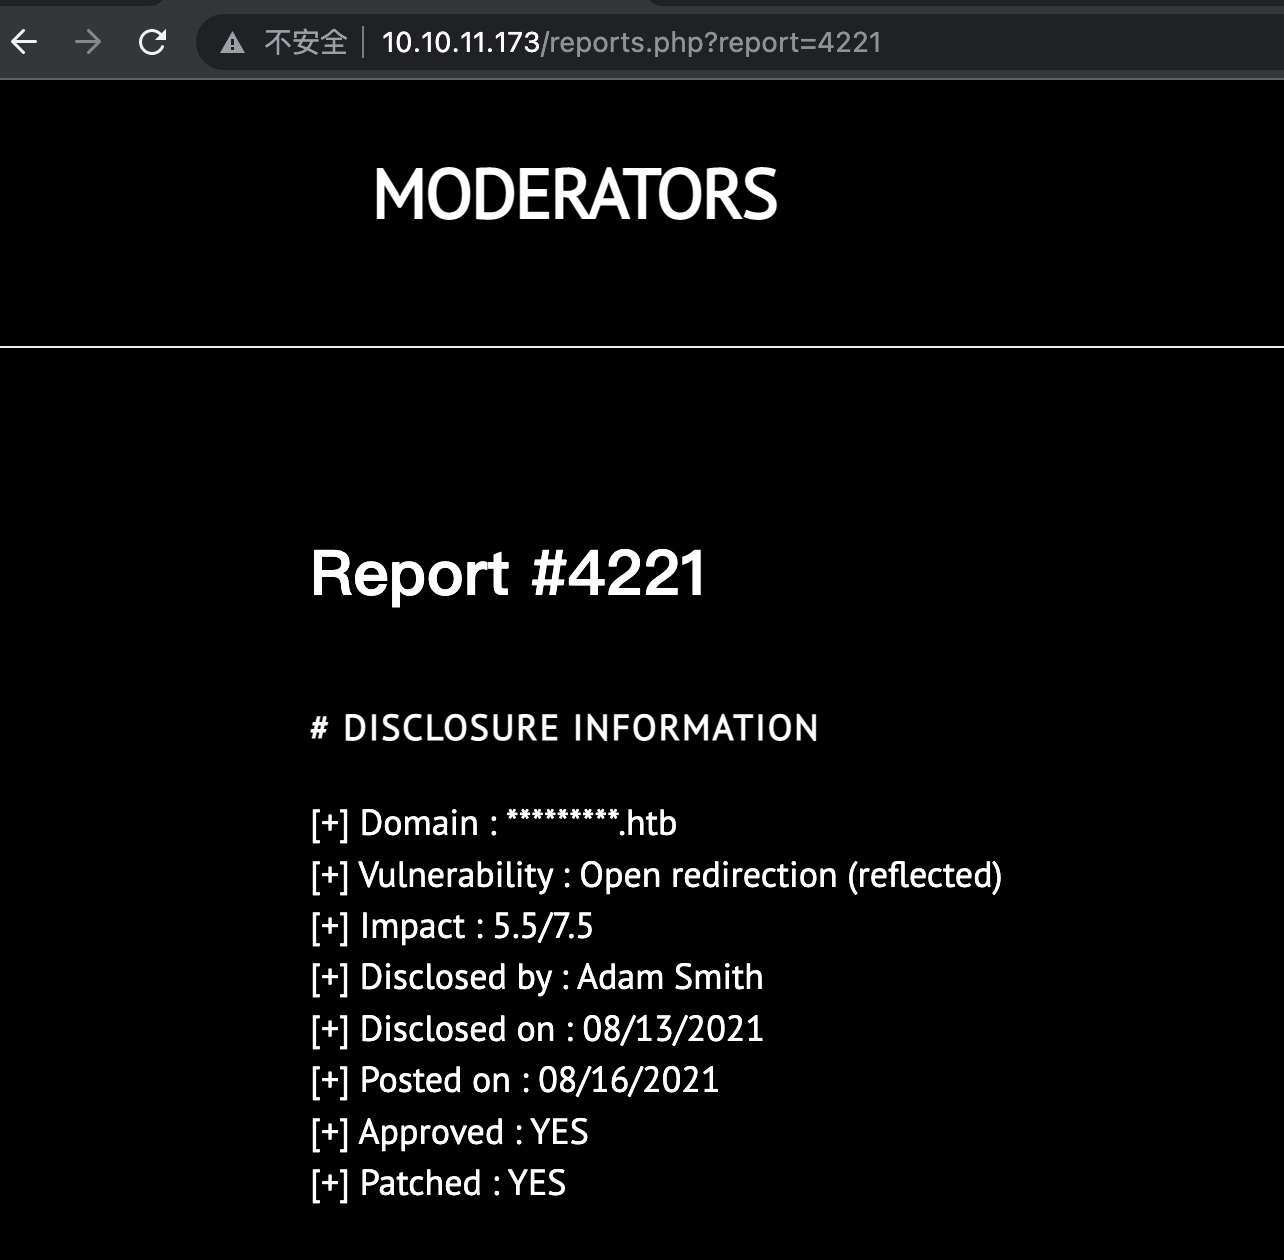 不安全 | 10.10.11.173/reports.php?report=4221
MODERATORS
Report #4221
# DISCLOSURE INFORMATION
[+] Domain : *********.htb
[+] Vulnerability : Open redirection (reflected)
[+] Impact : 5.5/7.5
[+] Disclosed by : Adam Smith
[+] Disclosed on : 08/13/2021
[+] Posted on : 08/16/2021
[+] Approved : YES
[+] Patched : YES